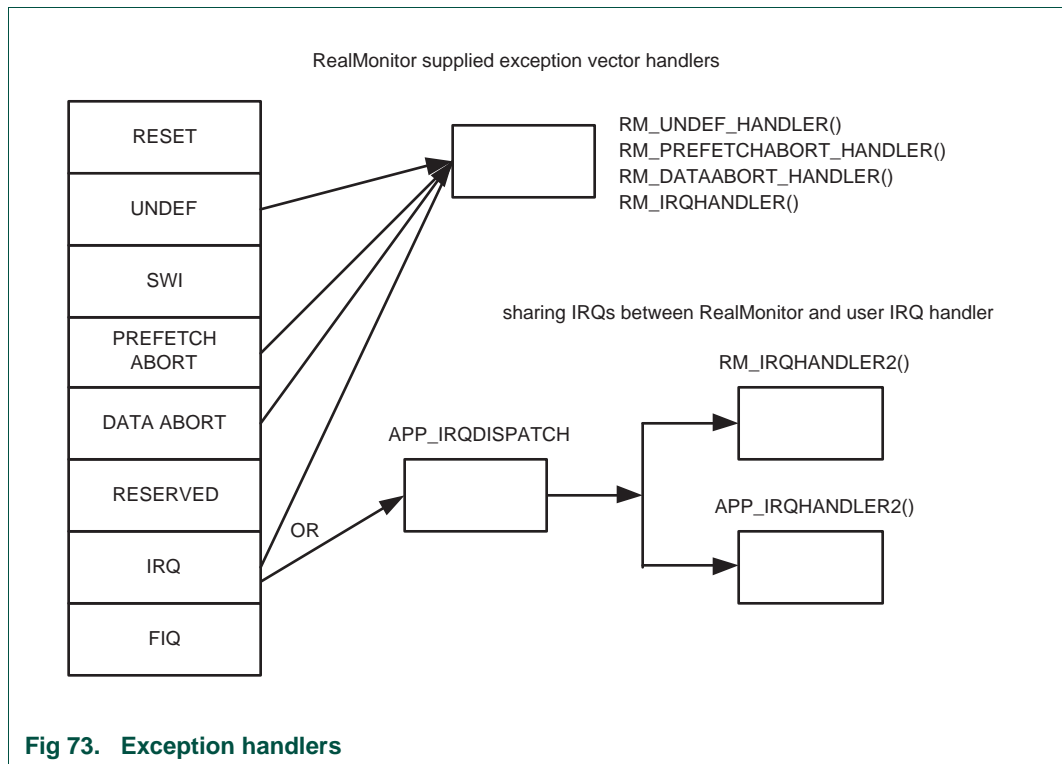 RealMonitor supplied exception vector handlers
RESET
UNDEF
SWI
PREFETCH
ABORT
DATA ABORT
RESERVED
IRQ
FIQ
RM_UNDEF_HANDLER()
RM_PREFETCHABORT_HANDLER()
RM_DATAABORT_HANDLER()
RM_IRQHANDLER()
sharing IRQs between RealMonitor and user IRQ handler
RM_IRQHANDLER2()
APP_IRQDISPATCH
APP_IRQHANDLER2()
OR
Fig 73. Exception handlers